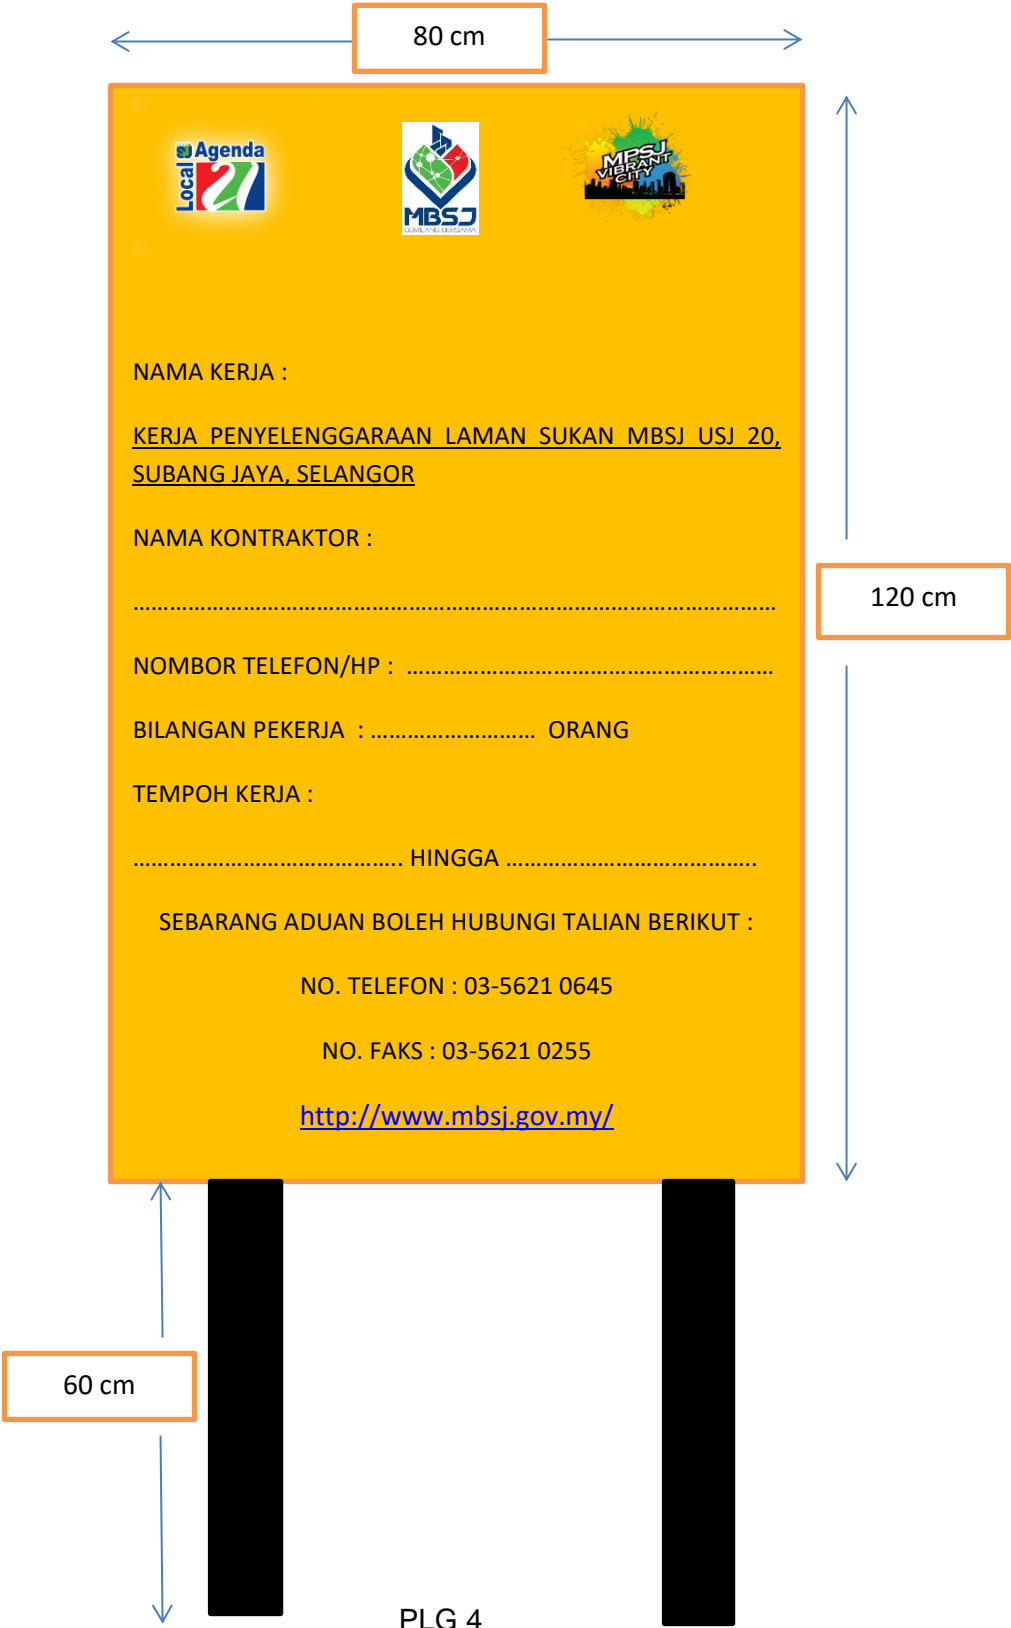 80 cm
Local Agenda 21
MBSJ
GEMILANG BERSAMA
MPSJ
VIBRANT
CITY
NAMA KERJA :
KERJA PENYELENGGARAAN LAMAN SUKAN MBSJ USJ 20,
SUBANG JAYA, SELANGOR
NAMA KONTRAKTOR :
……………………………………………………………………………………………
120 cm
NOMBOR TELEFON/HP : ……………………………………………………
BILANGAN PEKERJA : ……………………… ORANG
TEMPOH KERJA :
…………………………………….. HINGGA …………………………………..
SEBARANG ADUAN BOLEH HUBUNGI TALIAN BERIKUT :
NO. TELEFON : 03-5621 0645
NO. FAKS : 03-5621 0255
http://www.mbsj.gov.my/
60 cm
PLG 4